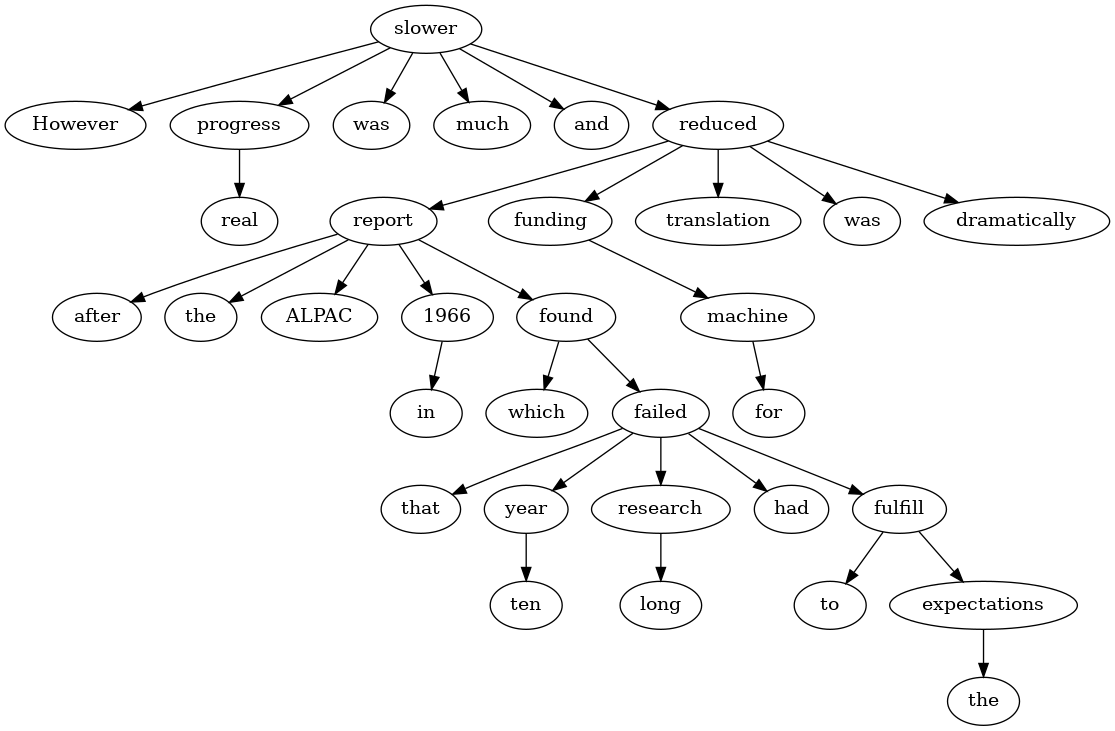 slower
However progress was much and reduced
real report funding translation was dramatically
after the ALPAC 1966 found machine
in which failed for
that year research had fulfill
ten long to expectations
the